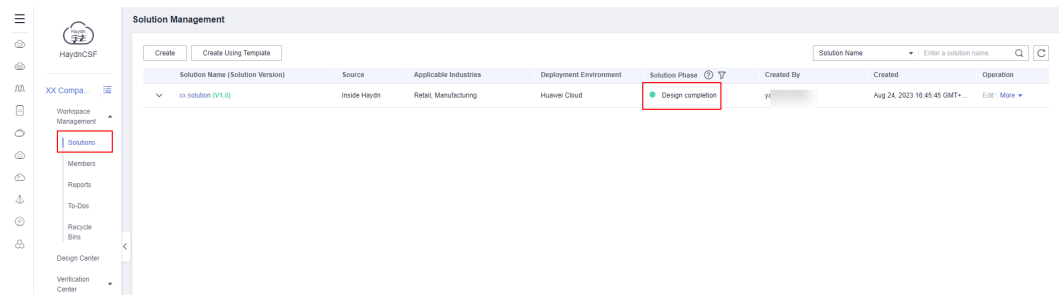 Solution Management
Haydn
HaydnCSF
XX Compa...
Workspace
Management
Solutions
Members
Reports
To-Dos
Recycle
Bins
Design Center
Verification
Center
Create
Create Using Template
Solution Name
Enter a solution name.
Solution Name (Solution Version)
Source
Applicable Industries
Deployment Environment
Solution Phase
Created By
Created
Operation
xx solution (V1.0)
Inside Haydn
Retail, Manufacturing
Huawei Cloud
Design completion
Aug 24, 2023 16:45:45 GMT+...
Edit
More